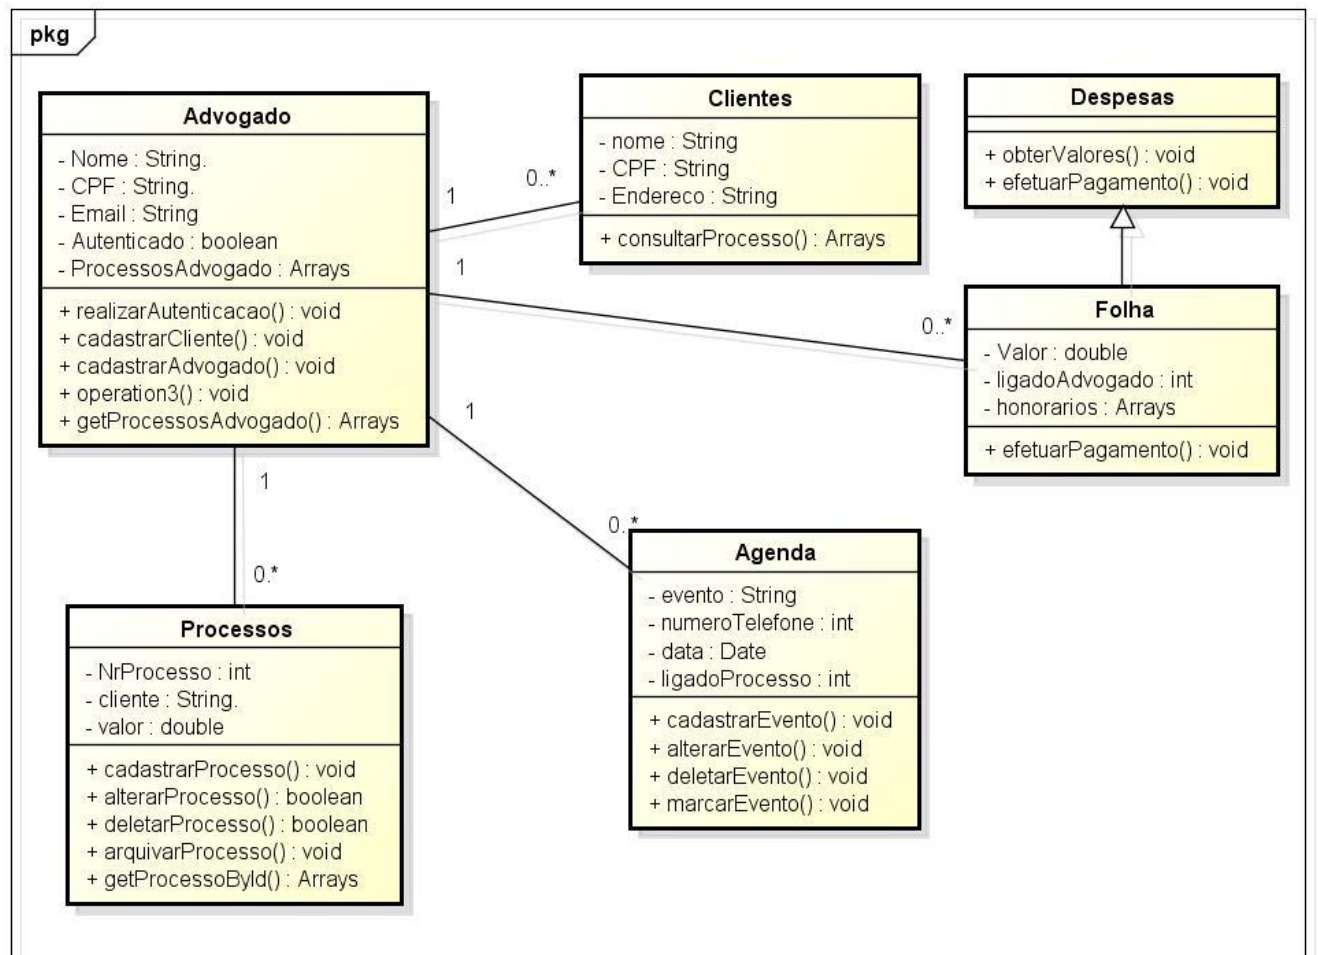 pkg
Advogado
- Nome : String.
- CPF : String.
- Email : String
- Autenticado : boolean
- ProcessosAdvogado : Arrays
+ realizarAutenticacao() : void
+ cadastrarCliente() : void
+ cadastrarAdvogado() : void
+ operation3() : void
+ getProcessosAdvogado() : Arrays
1
0..*
Clientes
- nome : String
- CPF : String
- Endereco : String
+ consultarProcesso() : Arrays
Despesas
+ obterValores() : void
+ efetuarPagamento() : void
1
0..*
Folha
- Valor : double
- ligadoAdvogado : int
- honorarios : Arrays
+ efetuarPagamento() : void
1
0..*
Agenda
- evento : String
- numeroTelefone : int
- data : Date
- ligadoProcesso : int
+ cadastrarEvento() : void
+ alterarEvento() : void
+ deletarEvento() : void
+ marcarEvento() : void
1
0.*
Processos
- NrProcesso : int
- cliente : String.
- valor : double
+ cadastrarProcesso() : void
+ alterarProcesso() : boolean
+ deletarProcesso() : boolean
+ arquivarProcesso() : void
+ getProcessoById() : Arrays